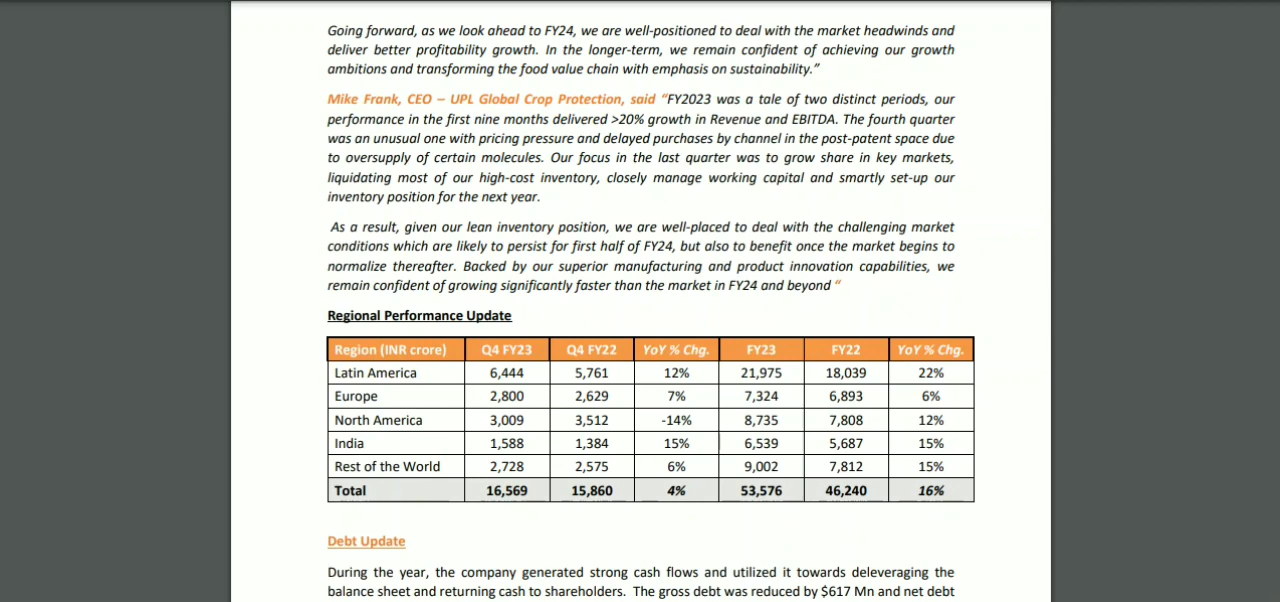 Going forward, as we look ahead to FY24, we are well-positioned to deal with the market headwinds and
deliver better profitability growth. In the longer-term, we remain confident of achieving our growth
ambitions and transforming the food value chain with emphasis on sustainability.”
Mike Frank, CEO – UPL Global Crop Protection, said “FY2023 was a tale of two distinct periods, our
performance in the first nine months delivered >20% growth in Revenue and EBITDA. The fourth quarter
was an unusual one with pricing pressure and delayed purchases by channel in the post-patent space due
to oversupply of certain molecules. Our focus in the last quarter was to grow share in key markets,
liquidating most of our high-cost inventory, closely manage working capital and smartly set-up our
inventory position for the next year.
As a result, given our lean inventory position, we are well-placed to deal with the challenging market
conditions which are likely to persist for first half of FY24, but also to benefit once the market begins to
normalize thereafter. Backed by our superior manufacturing and product innovation capabilities, we
remain confident of growing significantly faster than the market in FY24 and beyond “
Regional Performance Update
Region (INR crore) Q4 FY23 Q4 FY22 YoY % Chg. FY23 FY22 YoY % Chg.
Latin America 6,444 5,761 12% 21,975 18,039 22%
Europe 2,800 2,629 7% 7,324 6,893 6%
North America 3,009 3,512 -14% 8,735 7,808 12%
India 1,588 1,384 15% 6,539 5,687 15%
Rest of the World 2,728 2,575 6% 9,002 7,812 15%
Total 16,569 15,860 4% 53,576 46,240 16%
Debt Update
During the year, the company generated strong cash flows and utilized it towards deleveraging the
balance sheet and returning cash to shareholders. The gross debt was reduced by $617 Mn and net debt